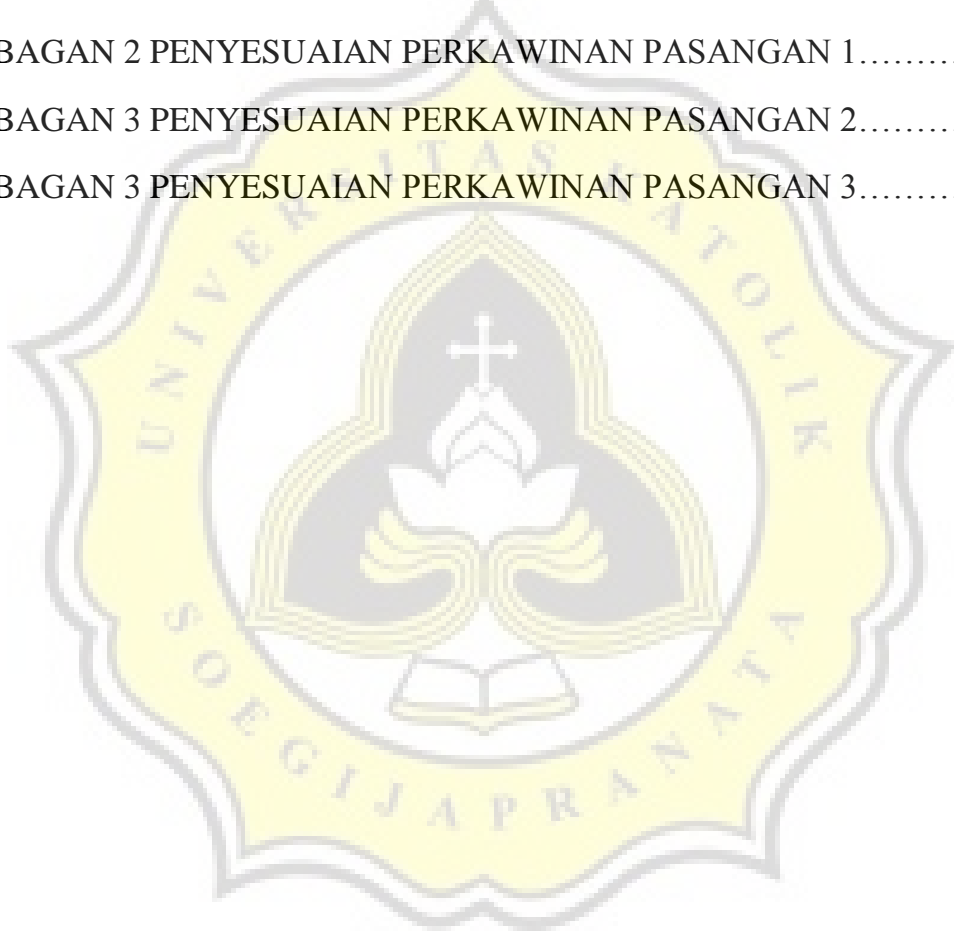 BAGAN 2 PENYESUAIAN PERKAWINAN PASANGAN 1.........
BAGAN 3 PENYESUAIAN PERKAWINAN PASANGAN 2.........
BAGAN 3 PENYESUAIAN PERKAWINAN PASANGAN 3.........
UNIVERSITAS KATOLIK
SOEGIJAPRANATA